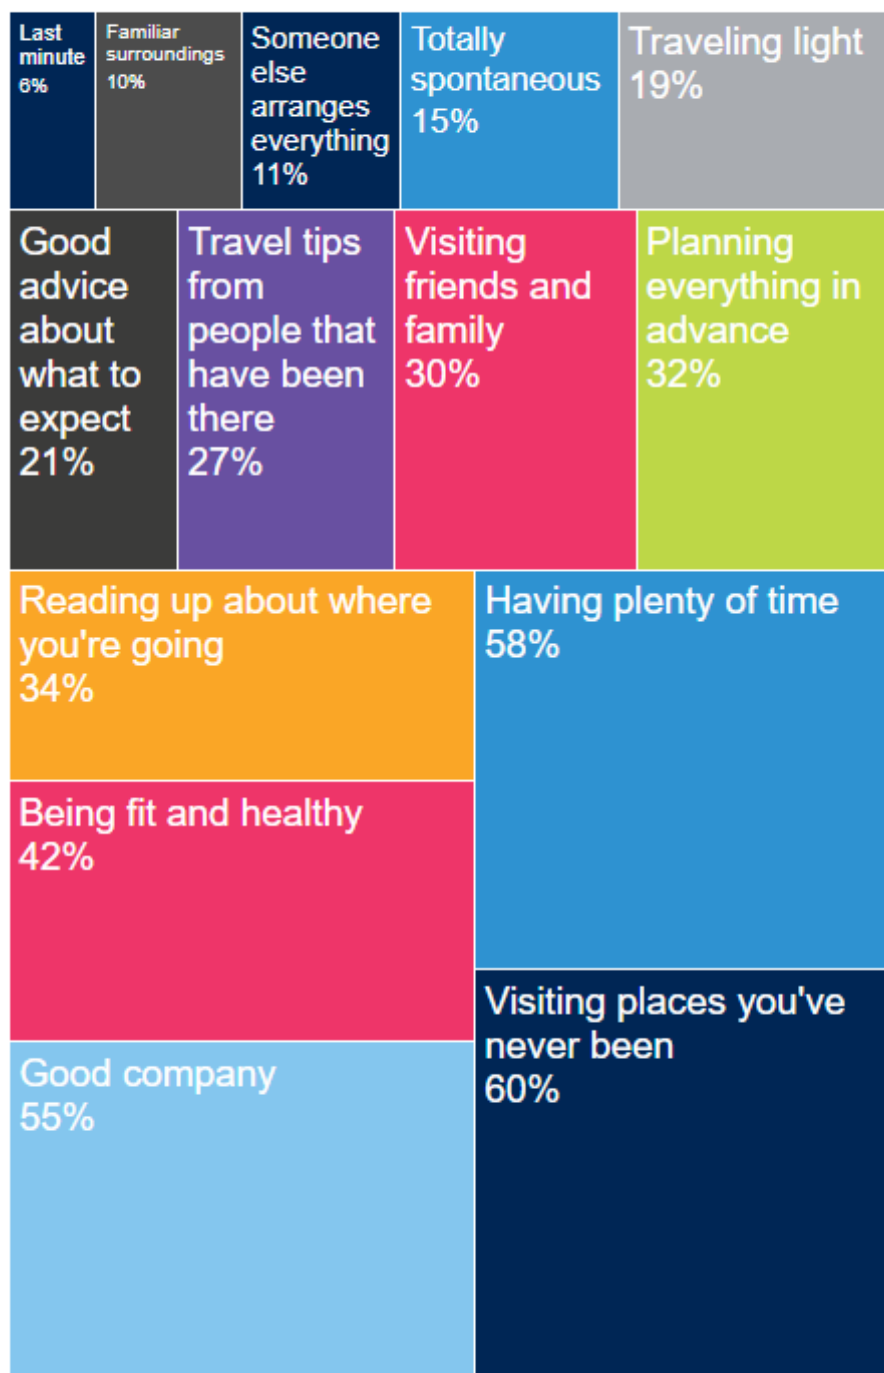 Last
minute
6%
Familiar
surroundings
10%
Someone
else
arranges
everything
11%
Totally
spontaneous
15%
Traveling light
19%
Good
advice
about
what to
expect
21%
Travel tips
from
people that
have been
there
27%
Visiting
friends and
family
30%
Planning
everything in
advance
32%
Reading up about where
you're going
34%
Having plenty of time
58%
Being fit and healthy
42%
Visiting places you've
never been
60%
Good company
55%